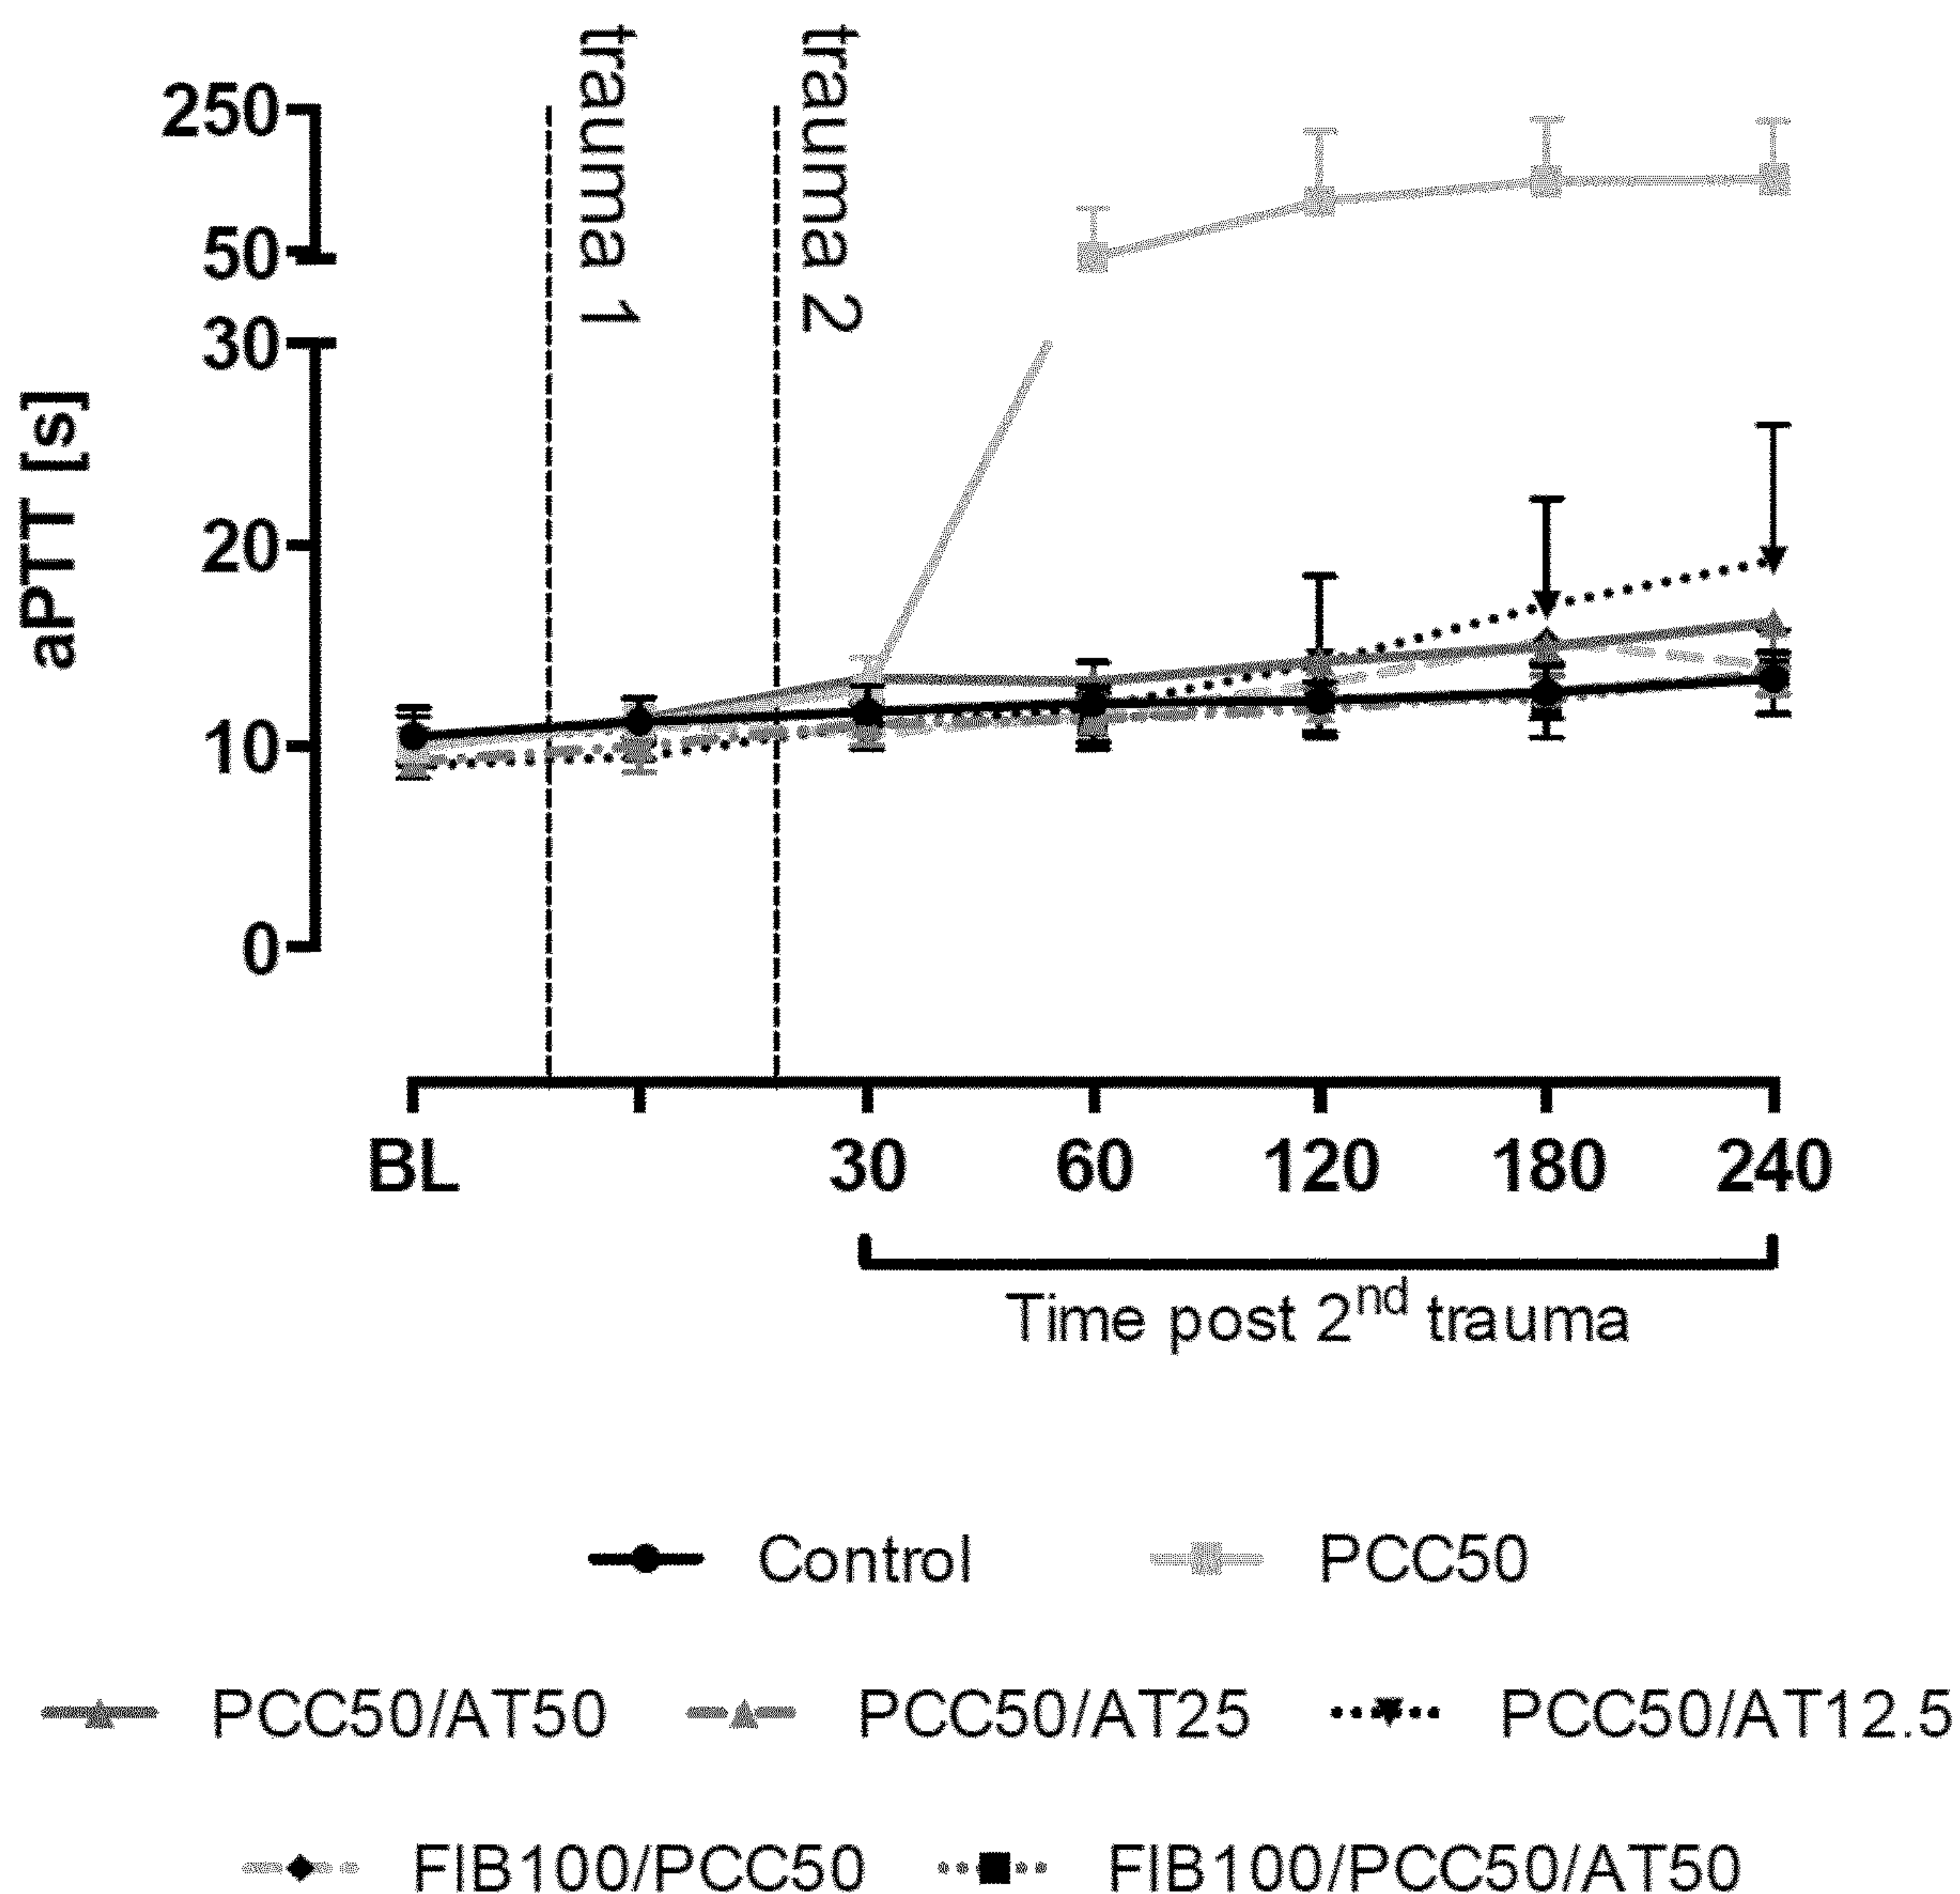 trauma 1
trauma 2
250
50
30
20
10
0
aPTT [s]
BL 30 60 120 180 240
Time post 2nd trauma
Control PCC50
PCC50/AT50 PCC50/AT25 PCC50/AT12.5
FIB100/PCC50 FIB100/PCC50/AT50